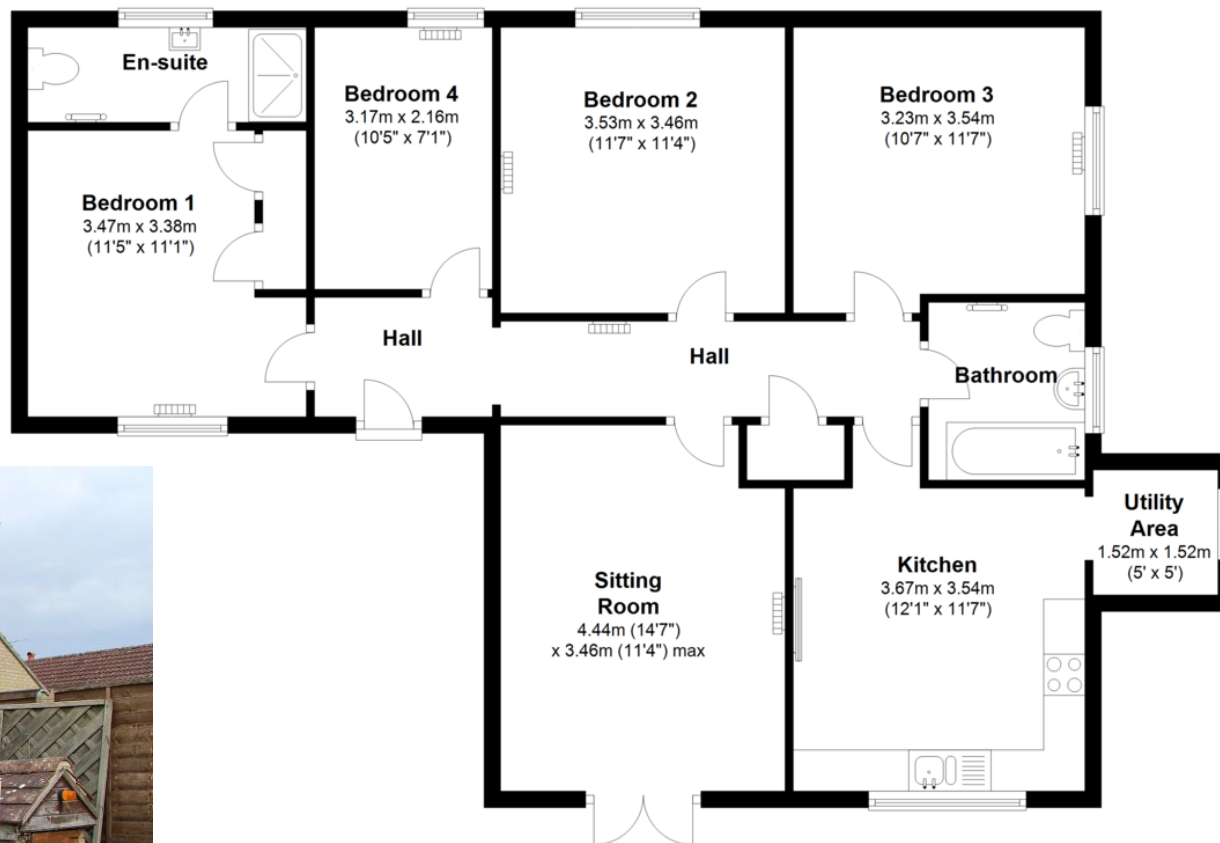 En-suite
Bedroom 4
3.17m x 2.16m
(10'5" x 7'1")
Bedroom 2
3.53m x 3.46m
(11'7" x 11'4")
Bedroom 3
3.23m x 3.54m
(10'7" x 11'7")
Bedroom 1
3.47m x 3.38m
(11'5" x 11'1")
Hall
Hall
Bathroom
Utility
Area
1.52m x 1.52m
(5' x 5')
Sitting
Room
4.44m (14'7")
x 3.46m (11'4") max
Kitchen
3.67m x 3.54m
(12'1" x 11'7")